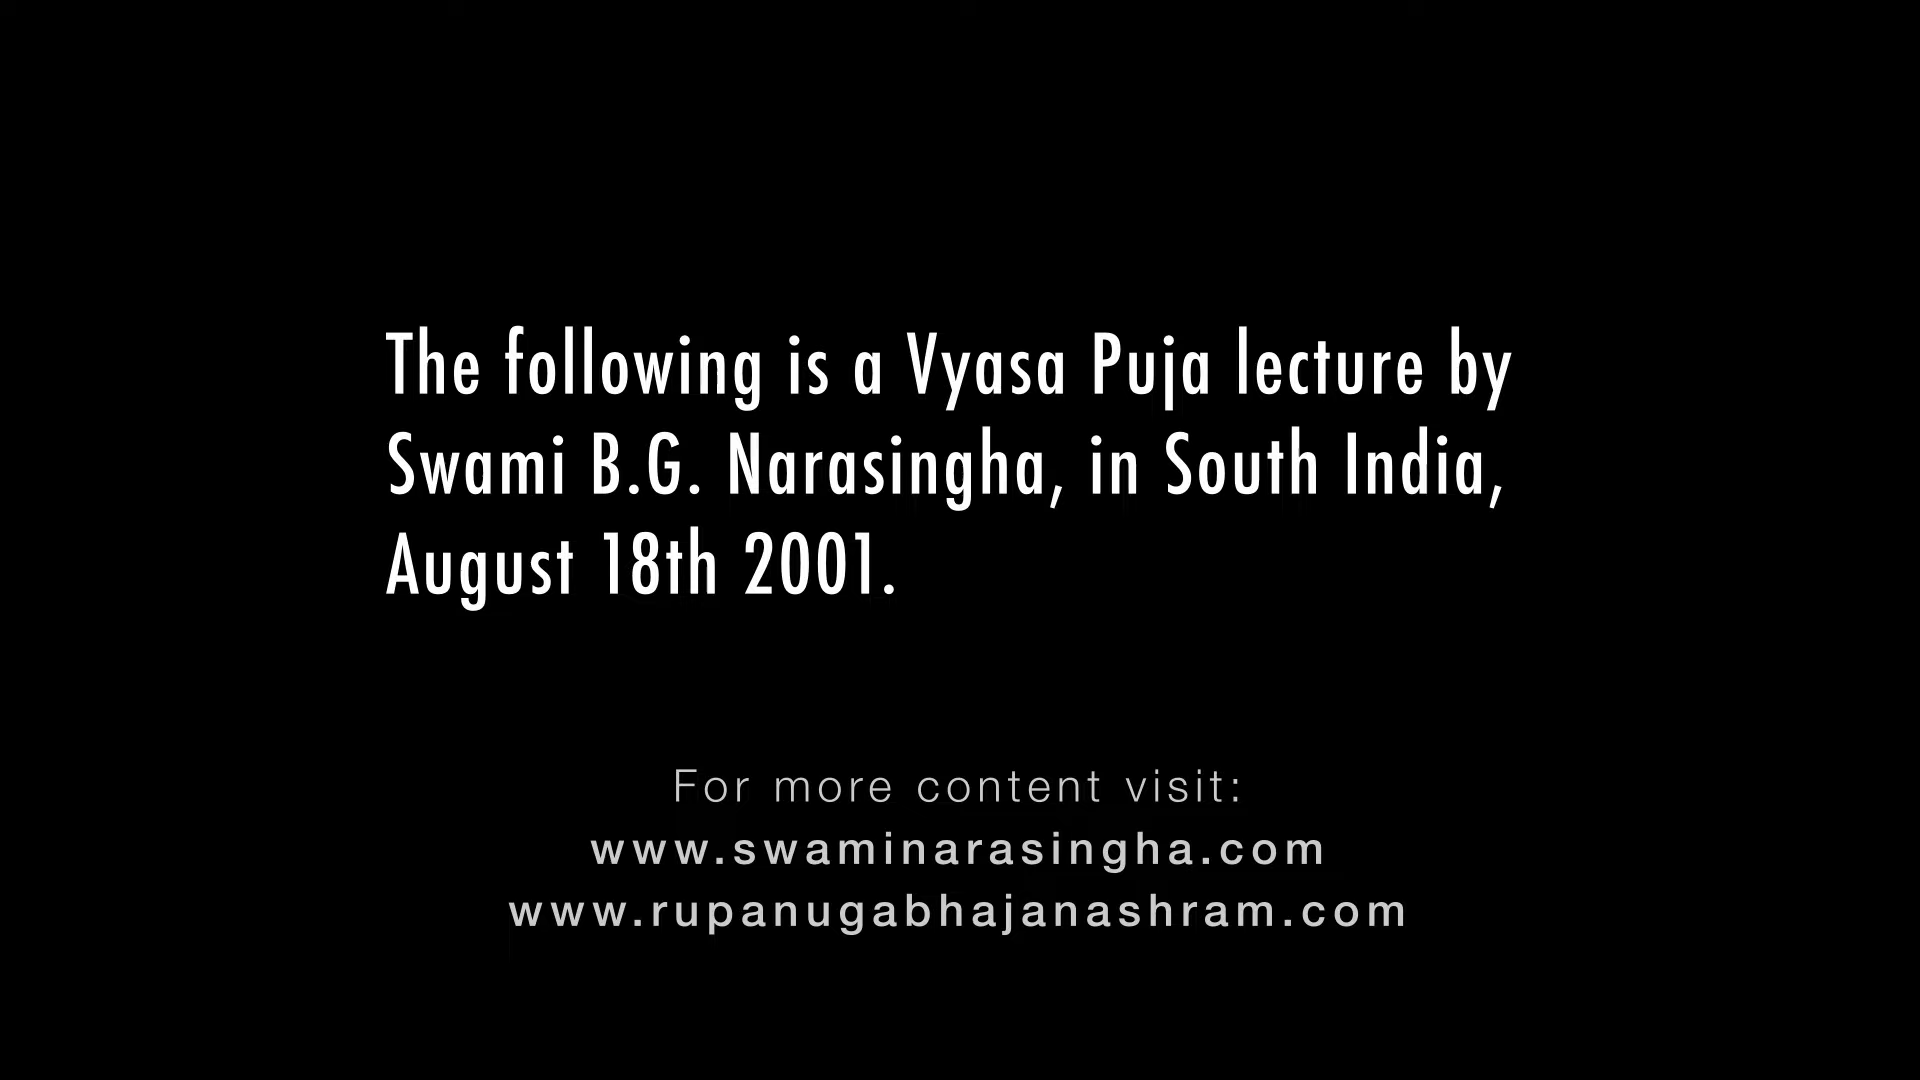 The following is a Vyasa Puja lecture by
Swami B.G. Narasingha, in South India,
August 18th 2001.
For more content visit:
www.swaminarasingha.com
www.rupanugabhajanashram.com